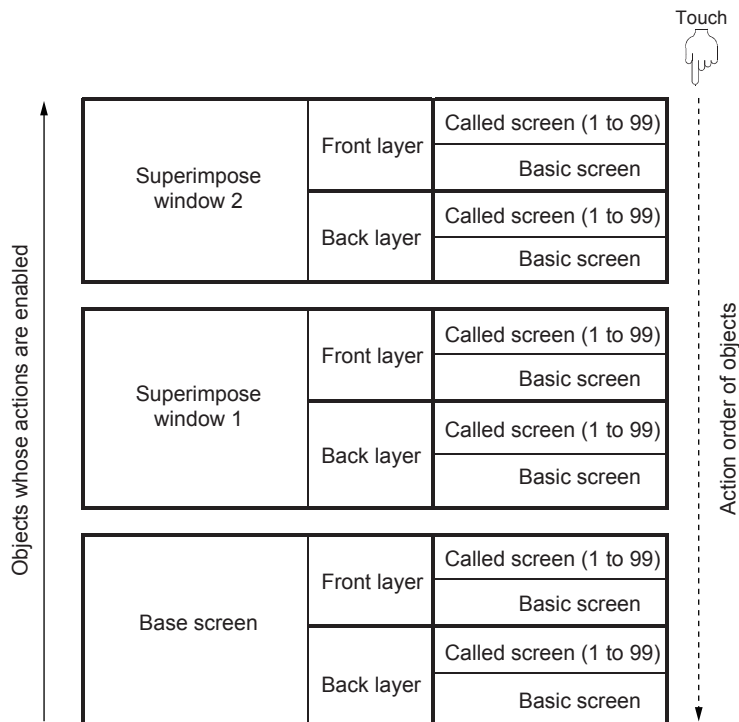 Touch
Objects whose actions are enabled
Superimpose
window 2
Front layer
Called screen (1 to 99)
Basic screen
Back layer
Called screen (1 to 99)
Basic screen
Superimpose
window 1
Front layer
Called screen (1 to 99)
Basic screen
Back layer
Called screen (1 to 99)
Basic screen
Base screen
Front layer
Called screen (1 to 99)
Basic screen
Back layer
Called screen (1 to 99)
Basic screen
Action order of objects